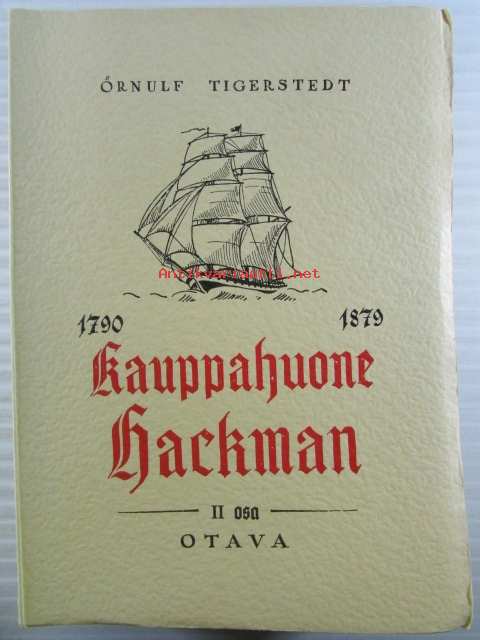 ÖRNULF TIGERSTEDT
Antikvariaatti.net
1790 1879
Kauppahuone
Hackman
II osa
OTAVA